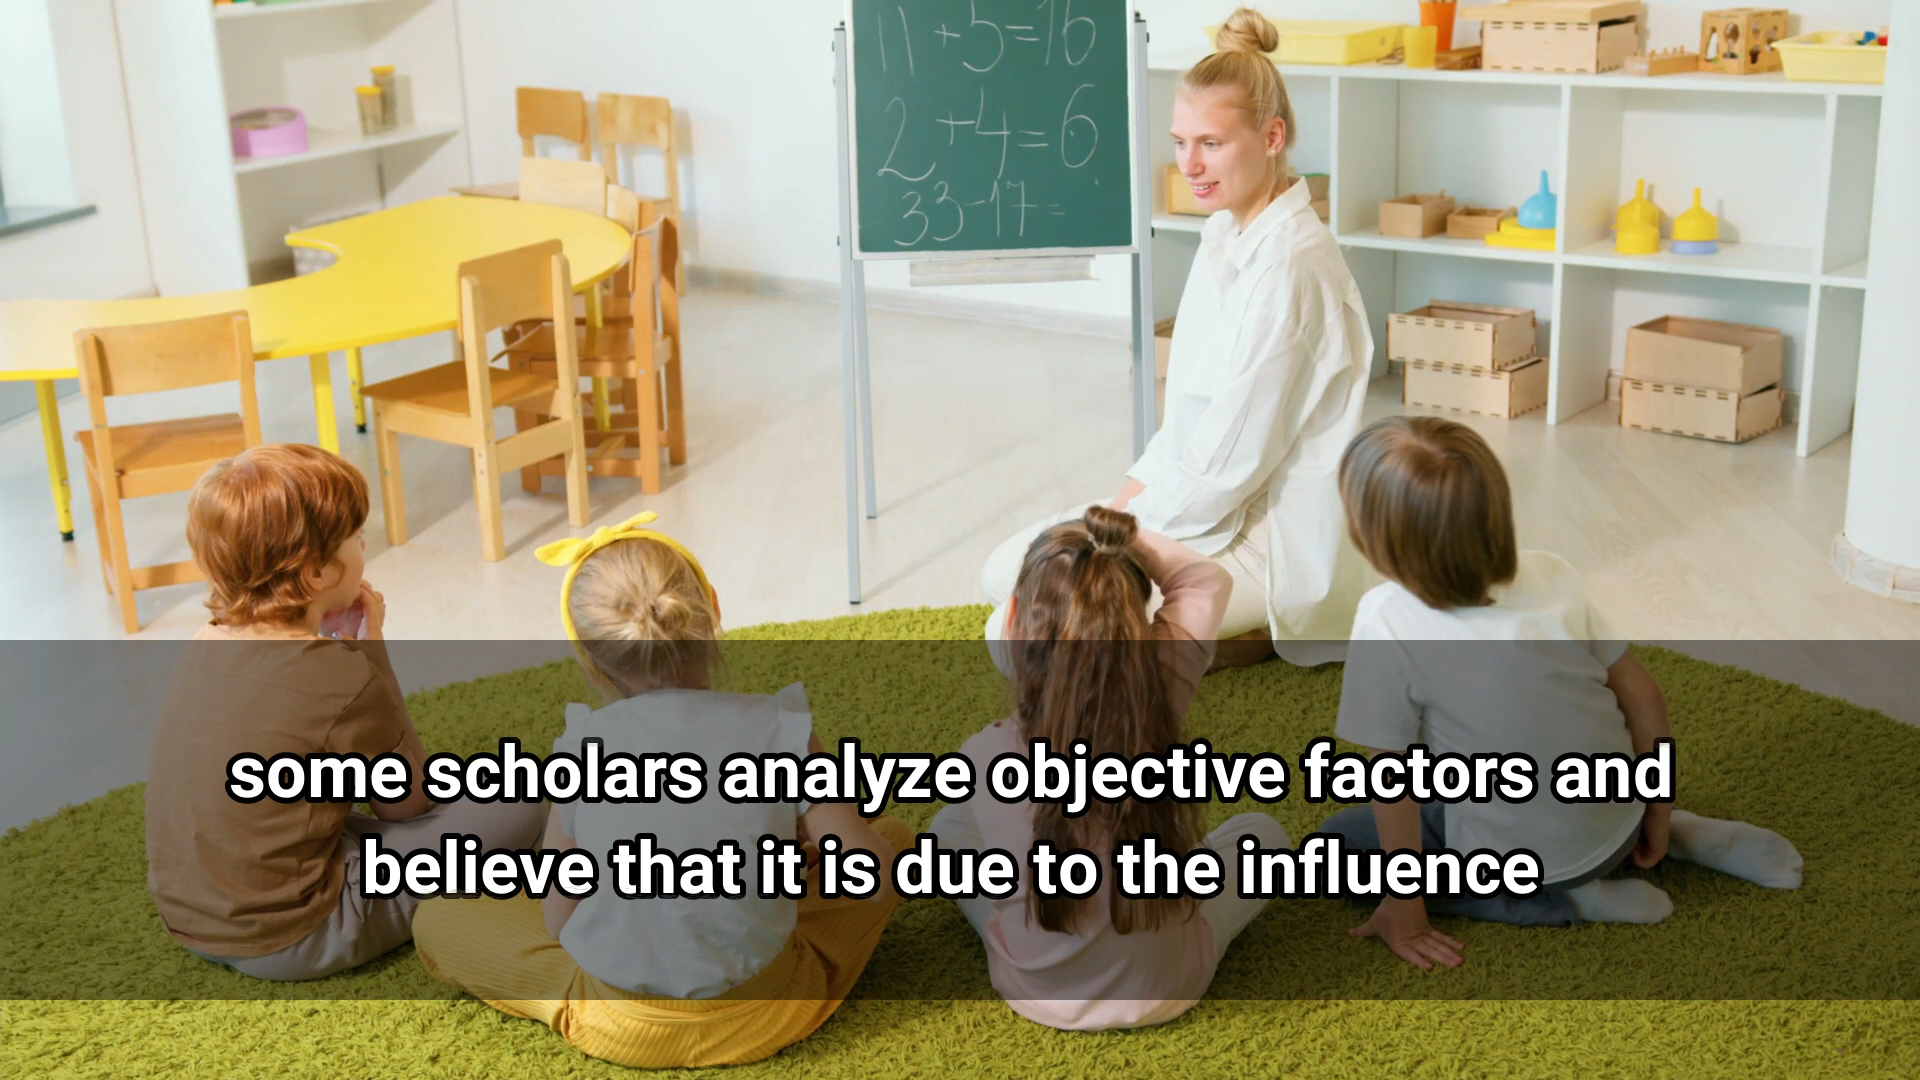 11+5=16
2+4=6
33-17=
some scholars analyze objective factors and
believe that it is due to the influence